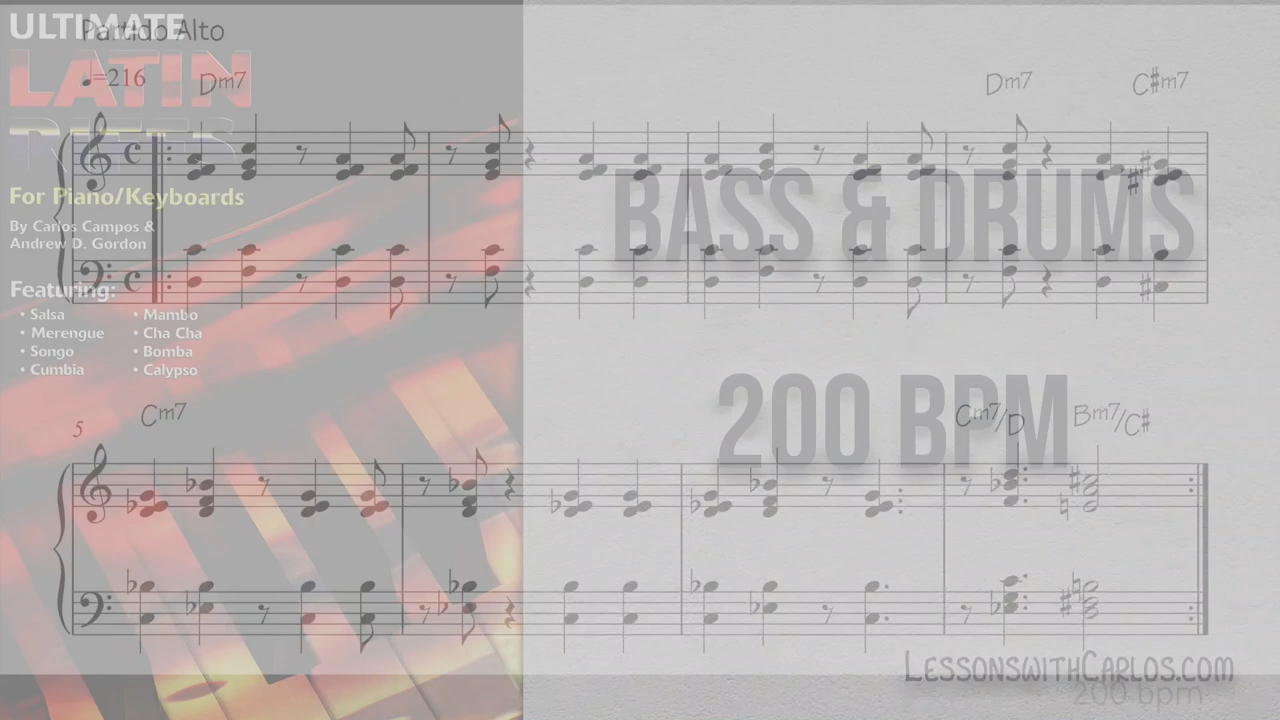 ULTIMATE
Partido Alto
LATIN
♩=216
Dm7
Dm7
C#m7
RIFFS
For Piano/Keyboards
By Carlos Campos &
Andrew D. Gordon
BASS & DRUMS
Featuring:
• Salsa
• Mambo
• Merengue
• Cha Cha
• Songo
• Bomba
• Cumbia
• Calypso
200 BPM
5
Cm7
Cm7/D
Bm7/C#
LessonswithCarlos.com
200 bpm